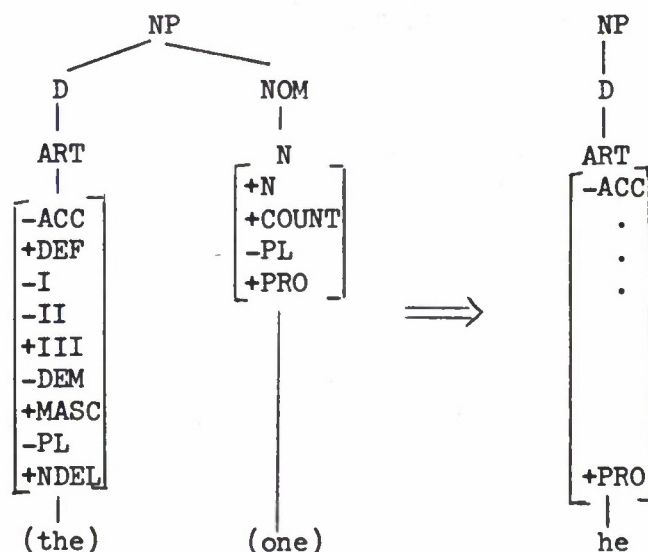 NP NP
D NOM D
ART N ART
-ACC +N -ACC
+DEF +COUNT .
-I -PL .
-II +PRO .
+III ⟹
-DEM
+MASC
-PL
+NDEL +PRO
(the) (one) he